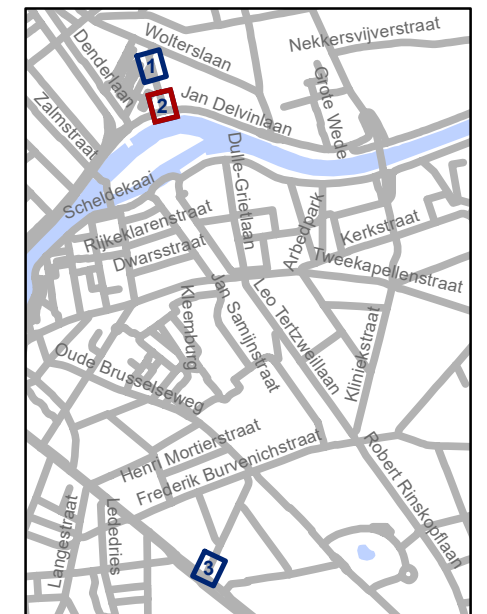 Nekkersvijverstraat
Wolterslaan
Denderlaan
1
2
Jan Delvinlaan
Grote Wede
Zalmstraat
Dulle-Grietlaan
Scheldekaai
Arbedpark
Rijkeklarenstraat
Kerkstraat
Dwarsstraat
Tweekapellenstraat
Kleemburg
Jan Samijnstraat
Leo Tertzweillaan
Kliniekstraat
Oude Brusselseweg
Henri Mortierstraat
Frederik Burvenichstraat
Robert Rinskopflaan
Langestraat
Lededries
3